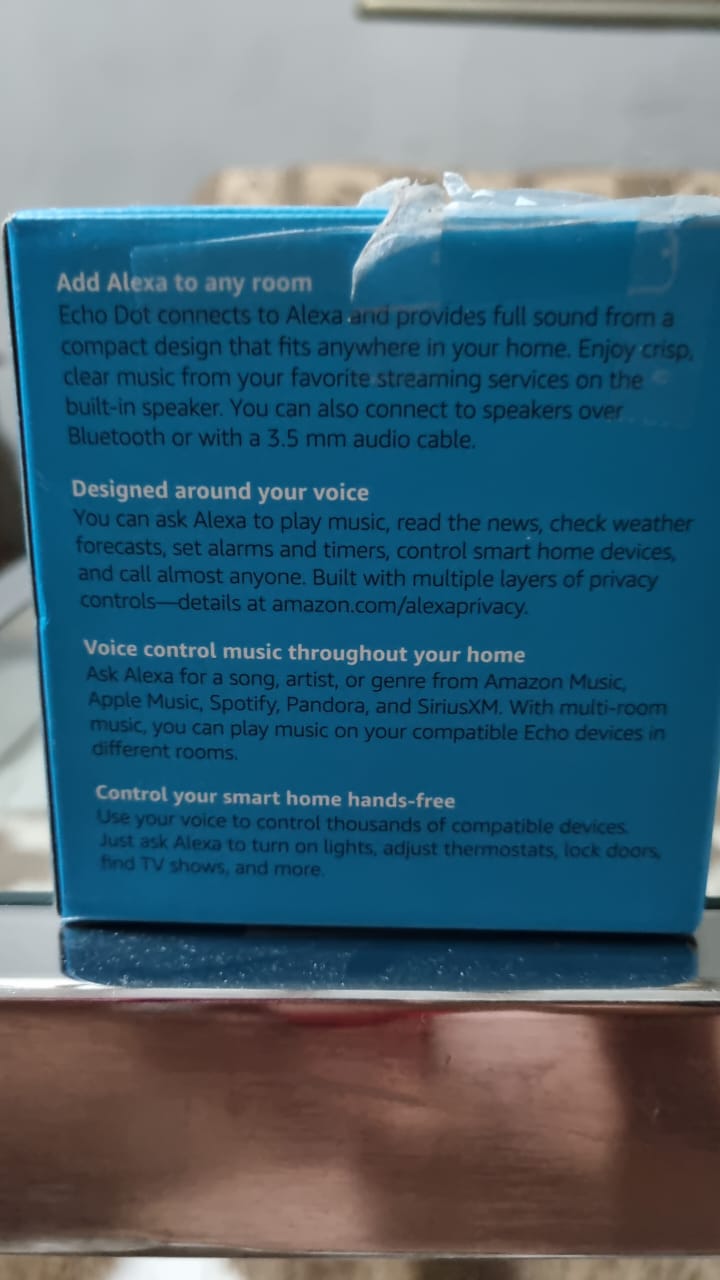 Add Alexa to any room
Echo Dot connects to Alexa and provides full sound from a
compact design that fits anywhere in your home. Enjoy crisp,
clear music from your favorite streaming services on the
built-in speaker. You can also connect to speakers over
Bluetooth or with a 3.5 mm audio cable.
Designed around your voice
You can ask Alexa to play music, read the news, check weather
forecasts, set alarms and timers, control smart home devices,
and call almost anyone. Built with multiple layers of privacy
controls—details at amazon.com/alexaprivacy.
Voice control music throughout your home
Ask Alexa for a song, artist, or genre from Amazon Music,
Apple Music, Spotify, Pandora, and SiriusXM. With multi-room
music, you can play music on your compatible Echo devices in
different rooms.
Control your smart home hands-free
Use your voice to control thousands of compatible devices.
Just ask Alexa to turn on lights, adjust thermostats, lock doors,
find TV shows, and more.